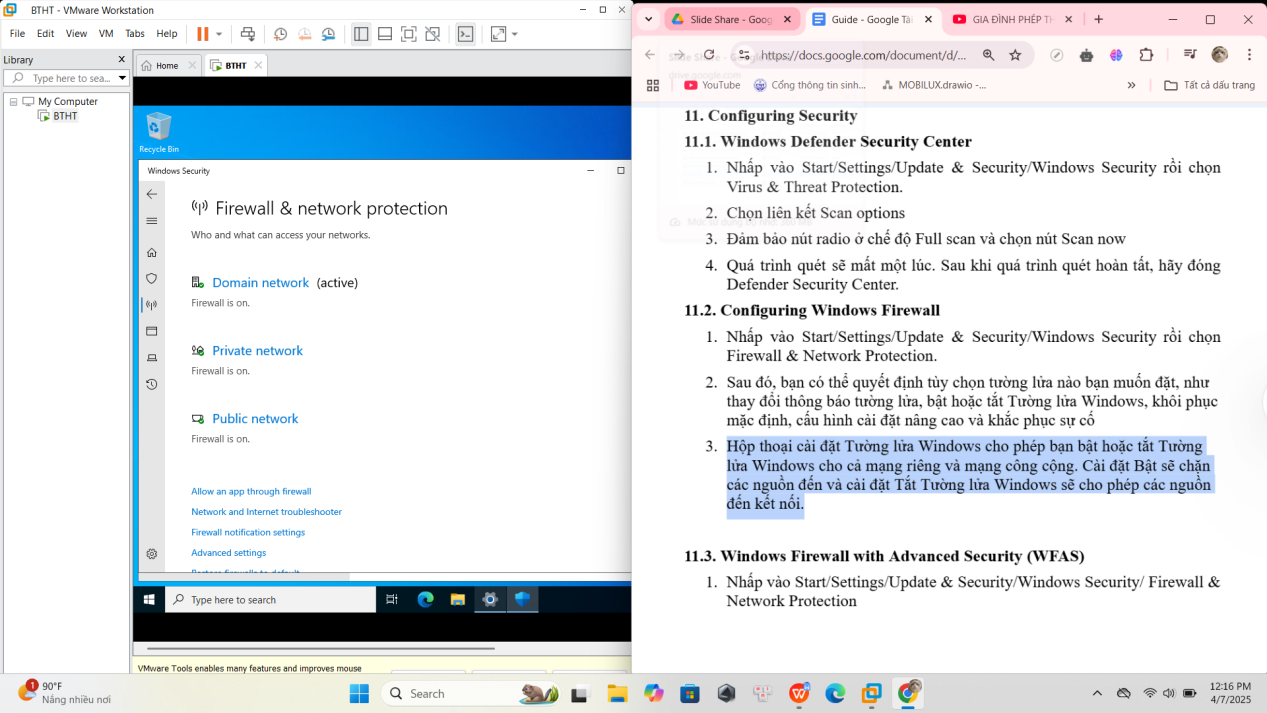 BTHT - VMware Workstation
File Edit View VM Tabs Help
Library
Type here to sea...
My Computer
BTHT
Home
BTHT
Recycle Bin
Windows Security
Firewall & network protection
Who and what can access your networks.
Domain network (active)
Firewall is on.
Private network
Firewall is on.
Public network
Firewall is on.
Allow an app through firewall
Network and Internet troubleshooter
Firewall notification settings
Advanced settings
Restore firewalls to default
Type here to search
VMware Tools enables many features and improves mouse
Slide Share - Goog
Guide - Google Tài
GIA ĐÌNH PHÉP TH
https://docs.google.com/document/d/...
YouTube
Cổng thông tin sinh...
MOBILUX.drawio -...
Tất cả dấu trang
11. Configuring Security
11.1. Windows Defender Security Center
1. Nhấp vào Start/Settings/Update & Security/Windows Security rồi chọn
Virus & Threat Protection.
2. Chọn liên kết Scan options
3. Đảm bảo nút radio ở chế độ Full scan và chọn nút Scan now
4. Quá trình quét sẽ mất một lúc. Sau khi quá trình quét hoàn tất, hãy đóng
Defender Security Center.
11.2. Configuring Windows Firewall
1. Nhấp vào Start/Settings/Update & Security/Windows Security rồi chọn
Firewall & Network Protection.
2. Sau đó, bạn có thể quyết định tùy chọn tường lửa nào bạn muốn đặt, như
thay đổi thông báo tường lửa, bật hoặc tắt Tường lửa Windows, khôi phục
mặc định, cấu hình cài đặt nâng cao và khắc phục sự cố
3. Hộp thoại cài đặt Tường lửa Windows cho phép bạn bật hoặc tắt Tường
lửa Windows cho cả mạng riêng và mạng công cộng. Cài đặt Bật sẽ chặn
các nguồn đến và cài đặt Tắt Tường lửa Windows sẽ cho phép các nguồn
đến kết nối.
11.3. Windows Firewall with Advanced Security (WFAS)
1. Nhấp vào Start/Settings/Update & Security/Windows Security/ Firewall &
Network Protection
1
90°F
Nắng nhiều nơi
Search
12:16 PM
4/7/2025